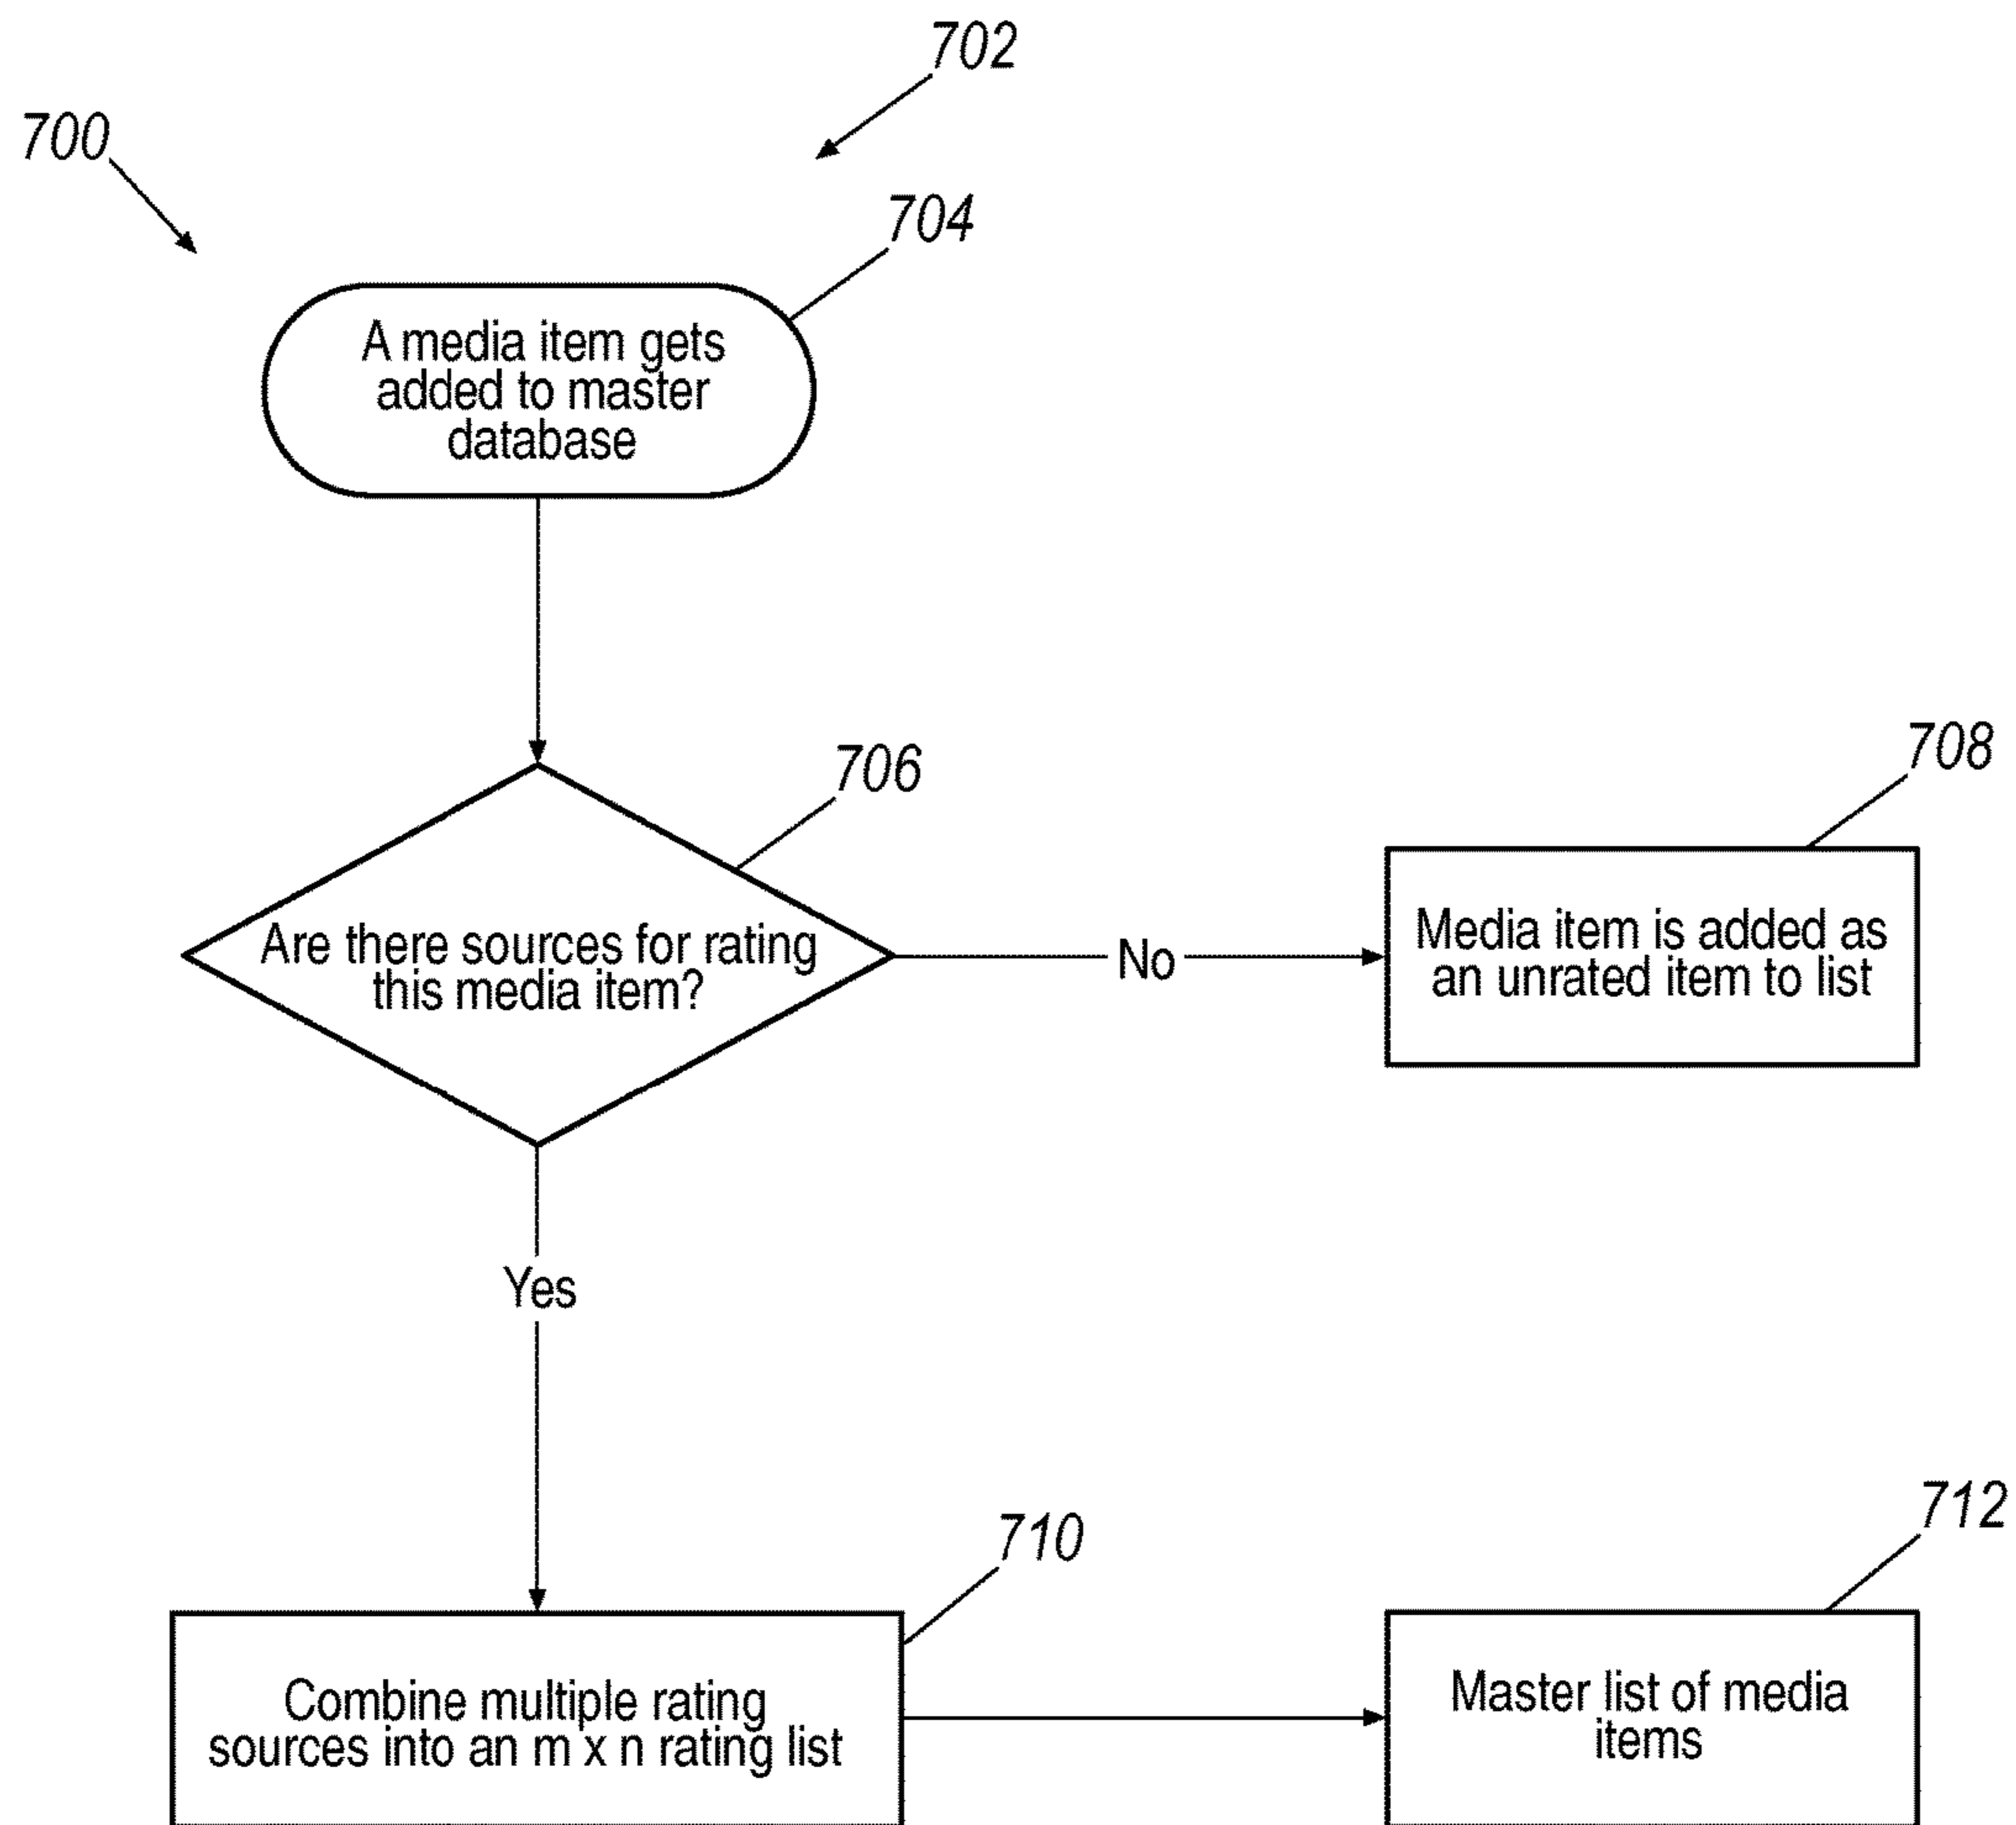 702
700
704
A media item gets
added to master
database
706
708
Are there sources for rating
this media item?
No
Media item is added as
an unrated item to list
Yes
710
712
Combine multiple rating
sources into an m x n rating list
Master list of media
items